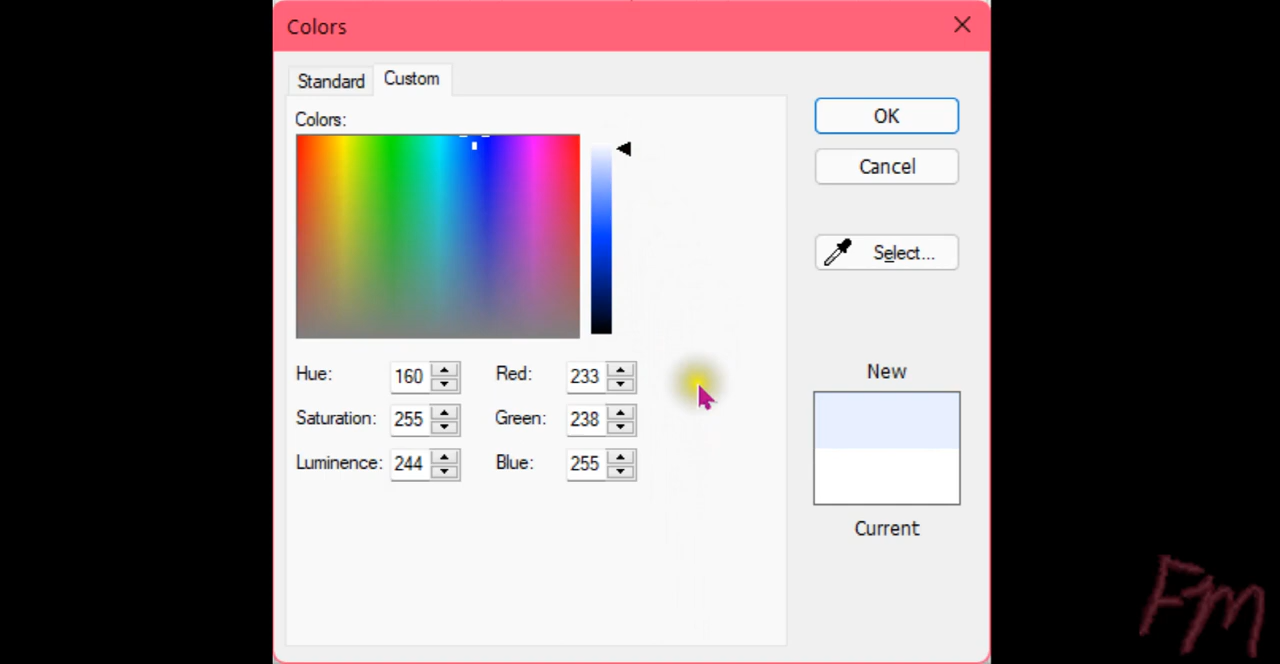 Colors
Standard Custom
Colors:
OK
Cancel
Select...
Hue: 160 Red: 233
Saturation: 255 Green: 238
Luminence: 244 Blue: 255
New
Current
FM